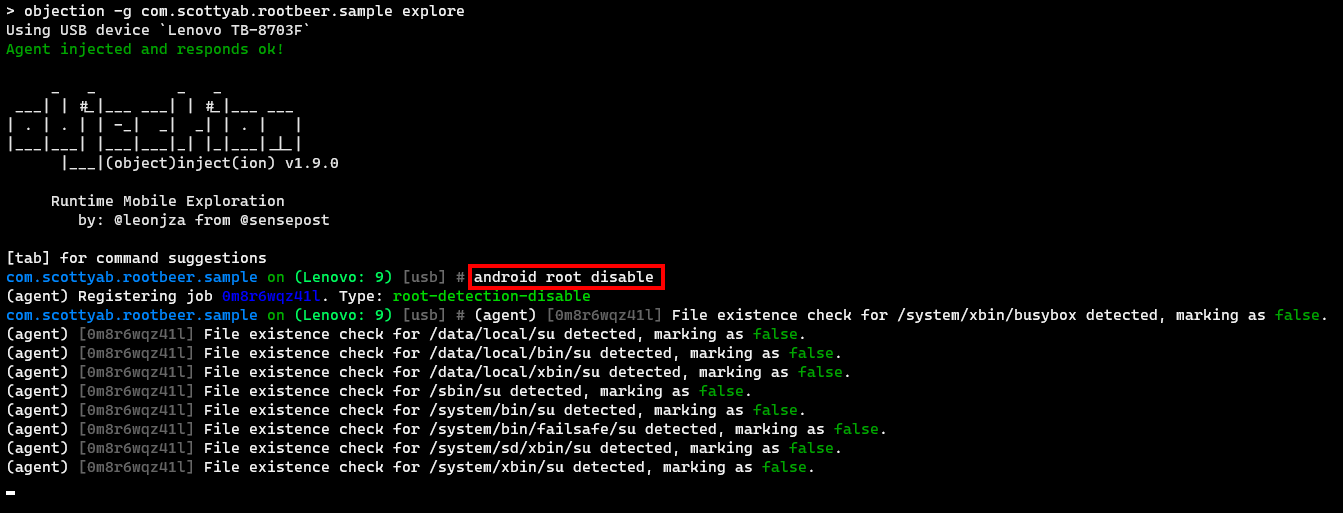 > objection -g com.scottyab.rootbeer.sample explore
Using USB device `Lenovo TB-8703F`
Agent injected and responds ok!
     _   _         _   _
 ___| | #_|___ ___| | #_|___ ___
| . | . | | -_|  _|  _| | . |   |
|___|___| |___|___|_| |_|___|_|_|
      |___|(object)inject(ion) v1.9.0
     Runtime Mobile Exploration
        by: @leonjza from @sensepost
[tab] for command suggestions
com.scottyab.rootbeer.sample on (Lenovo: 9) [usb] # android root disable
(agent) Registering job 0m8r6wqz41l. Type: root-detection-disable
com.scottyab.rootbeer.sample on (Lenovo: 9) [usb] # (agent) [0m8r6wqz41l] File existence check for /system/xbin/busybox detected, marking as false.
(agent) [0m8r6wqz41l] File existence check for /data/local/su detected, marking as false.
(agent) [0m8r6wqz41l] File existence check for /data/local/bin/su detected, marking as false.
(agent) [0m8r6wqz41l] File existence check for /data/local/xbin/su detected, marking as false.
(agent) [0m8r6wqz41l] File existence check for /sbin/su detected, marking as false.
(agent) [0m8r6wqz41l] File existence check for /system/bin/su detected, marking as false.
(agent) [0m8r6wqz41l] File existence check for /system/bin/failsafe/su detected, marking as false.
(agent) [0m8r6wqz41l] File existence check for /system/sd/xbin/su detected, marking as false.
(agent) [0m8r6wqz41l] File existence check for /system/xbin/su detected, marking as false.